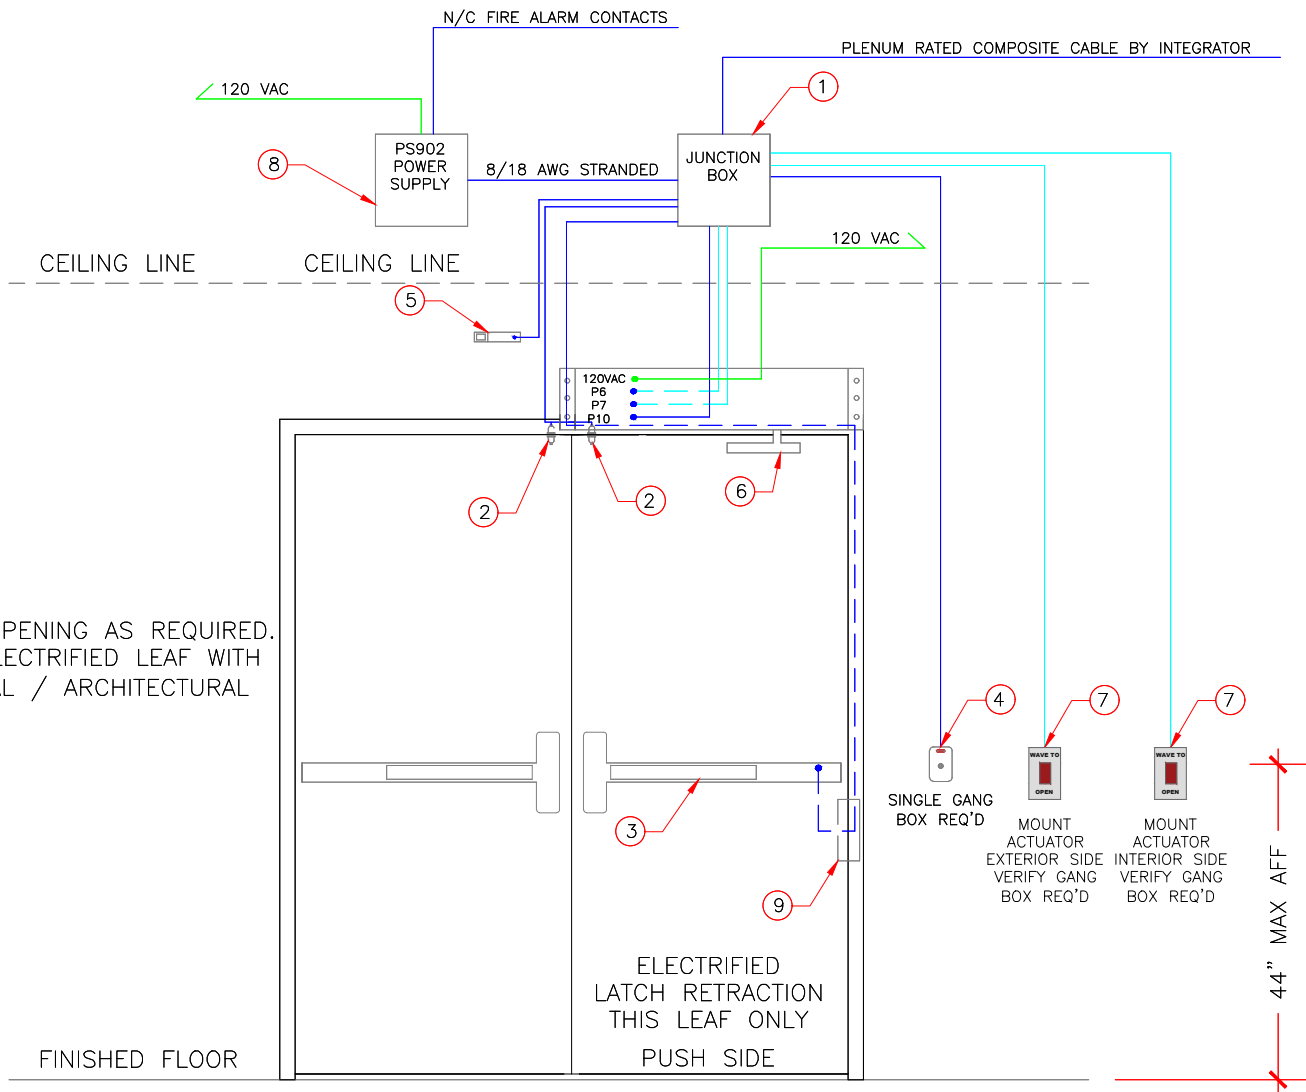 N/C FIRE ALARM CONTACTS
PLENUM RATED COMPOSITE CABLE BY INTEGRATOR
120 VAC
1
PS902
POWER
SUPPLY
8
8/18 AWG STRANDED
JUNCTION
BOX
120 VAC
CEILING LINE
CEILING LINE
5
120VAC
P6
P7
P10
2
2
6
PENING AS REQUIRED.
LECTRIFIED LEAF WITH
AL / ARCHITECTURAL
4
7
7
WAVE TO
OPEN
WAVE TO
OPEN
SINGLE GANG
BOX REQ'D
MOUNT
ACTUATOR
EXTERIOR SIDE
VERIFY GANG
BOX REQ'D
MOUNT
ACTUATOR
INTERIOR SIDE
VERIFY GANG
BOX REQ'D
3
9
44" MAX AFF
ELECTRIFIED
LATCH RETRACTION
THIS LEAF ONLY
PUSH SIDE
FINISHED FLOOR